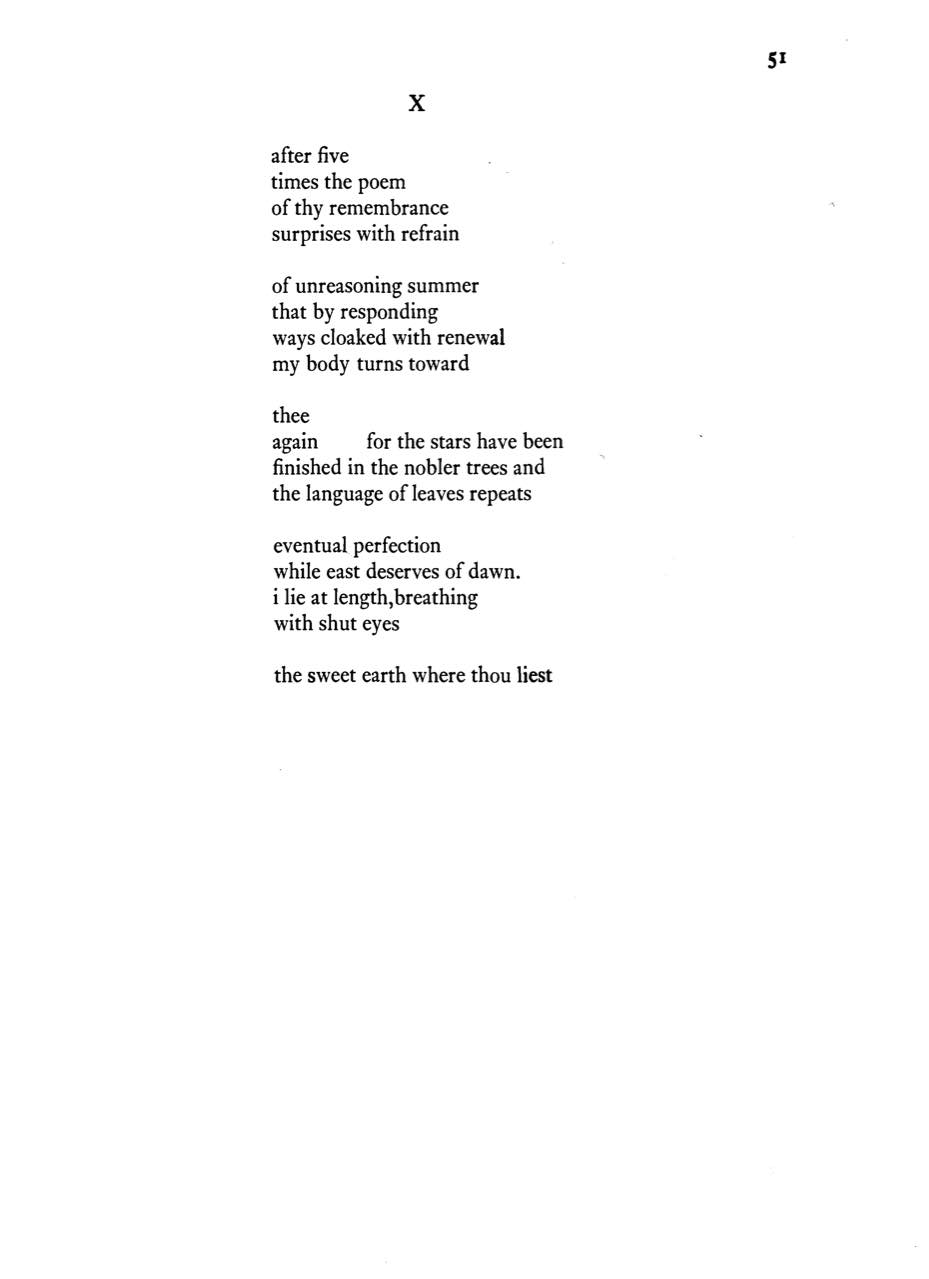 51
X
after five
times the poem
of thy remembrance
surprises with refrain
of unreasoning summer
that by responding
ways cloaked with renewal
my body turns toward
thee
again        for the stars have been
finished in the nobler trees and
the language of leaves repeats
eventual perfection
while east deserves of dawn.
i lie at length,breathing
with shut eyes
the sweet earth where thou liest